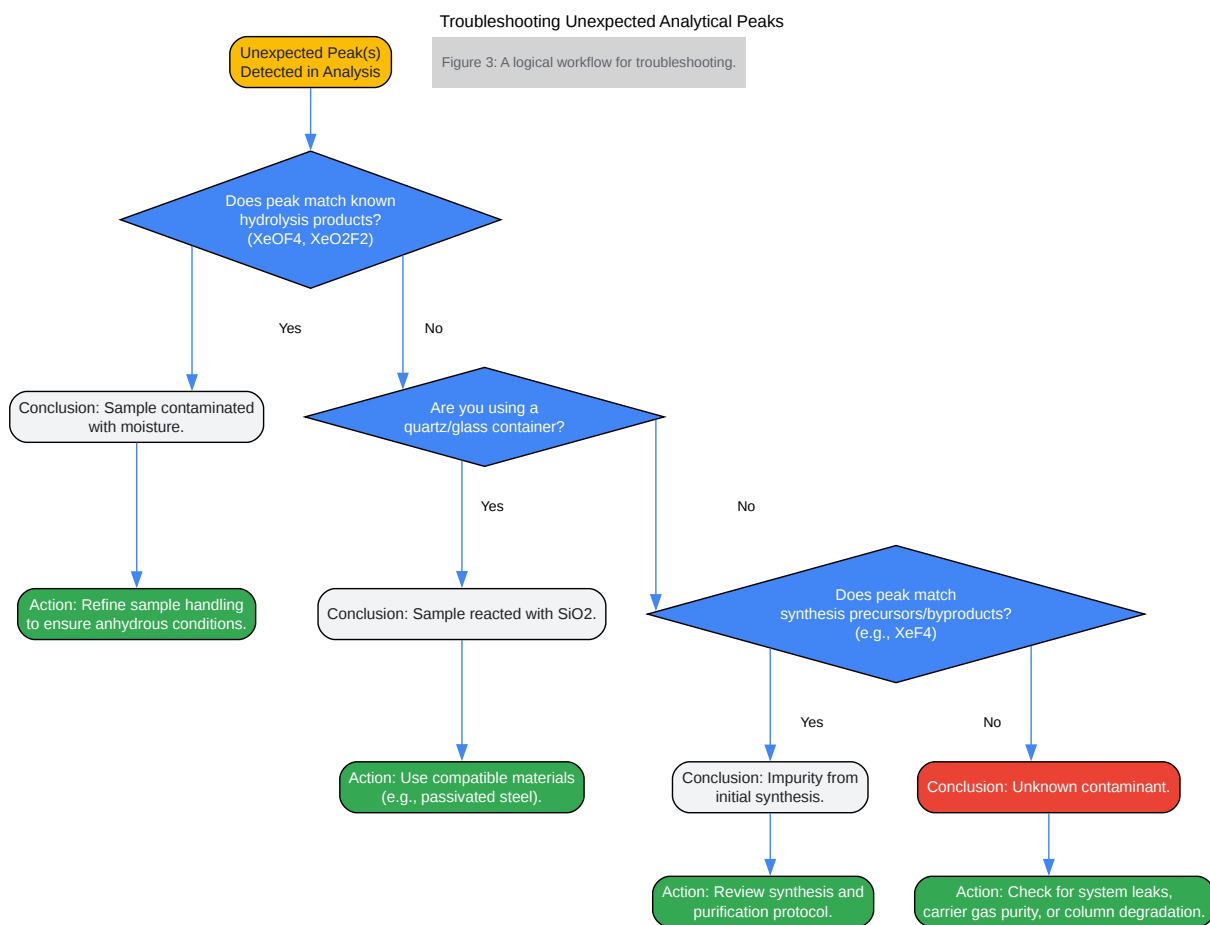 Troubleshooting Unexpected Analytical Peaks
Unexpected Peak(s)
Detected in Analysis
Figure 3: A logical workflow for troubleshooting.
Does peak match known
hydrolysis products?
(XeOF4, XeO2F2)
Yes
No
Conclusion: Sample contaminated
with moisture.
Are you using a
quartz/glass container?
Yes
No
Action: Refine sample handling
to ensure anhydrous conditions.
Conclusion: Sample reacted with SiO2.
Does peak match
synthesis precursors/byproducts?
(e.g., XeF4)
Yes
No
Action: Use compatible materials
(e.g., passivated steel).
Conclusion: Impurity from
initial synthesis.
Conclusion: Unknown contaminant.
Action: Review synthesis and
purification protocol.
Action: Check for system leaks,
carrier gas purity, or column degradation.